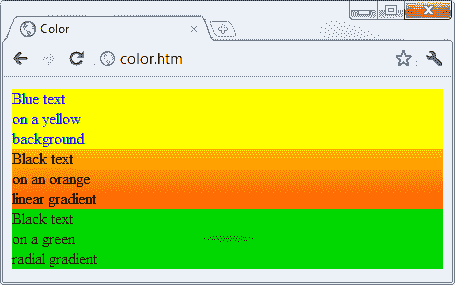 Color
color.htm
Blue text
on a yellow
background
Black text
on an orange
linear gradient
Black text
on a green
radial gradient